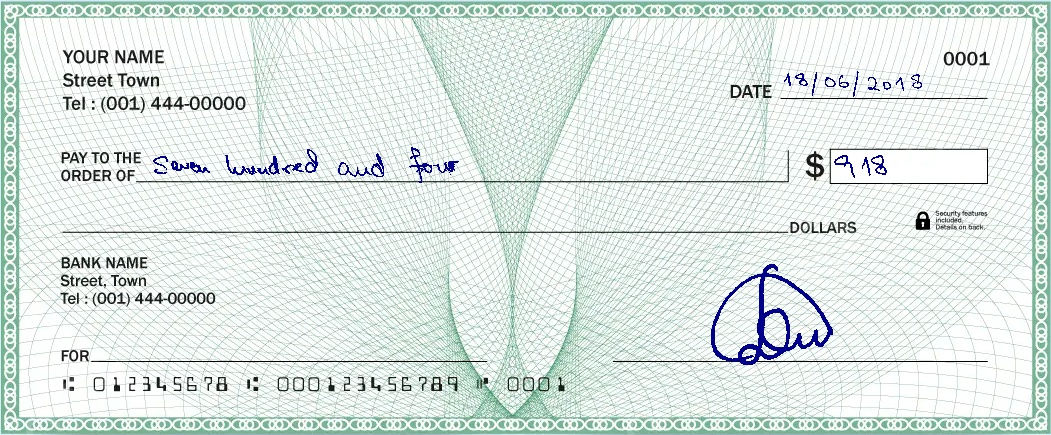 YOUR NAME
0001
Street Town
DATE 18/06/2018
Tel : (001) 444-00000
PAY TO THE
ORDER OF Seven hundred and four $ 918
DOLLARS
Security features
included.
Details on back.
BANK NAME
Street, Town
Tel : (001) 444-00000
FOR
⑆ 012345678 ⑆ 000123456789 ⑈ 0001